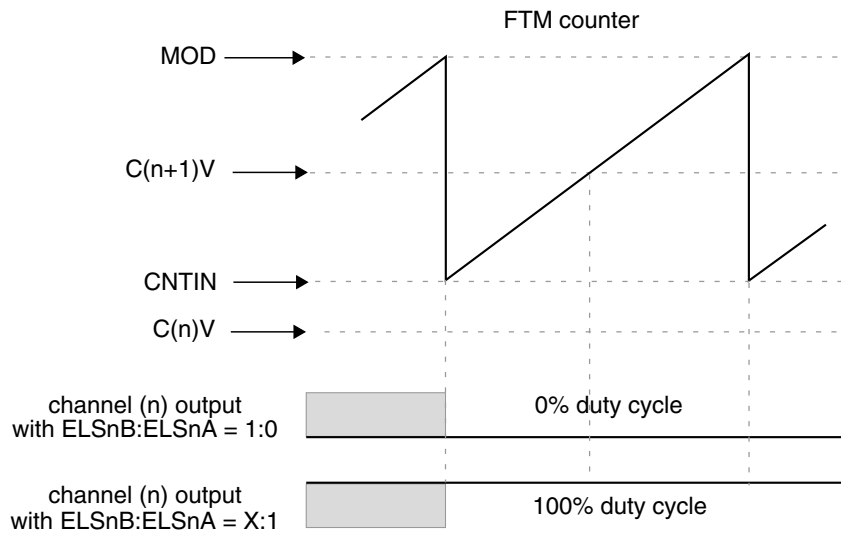 FTM counter
MOD
C(n+1)V
CNTIN
C(n)V
channel (n) output
with ELSnB:ELSnA = 1:0
0% duty cycle
channel (n) output
with ELSnB:ELSnA = X:1
100% duty cycle